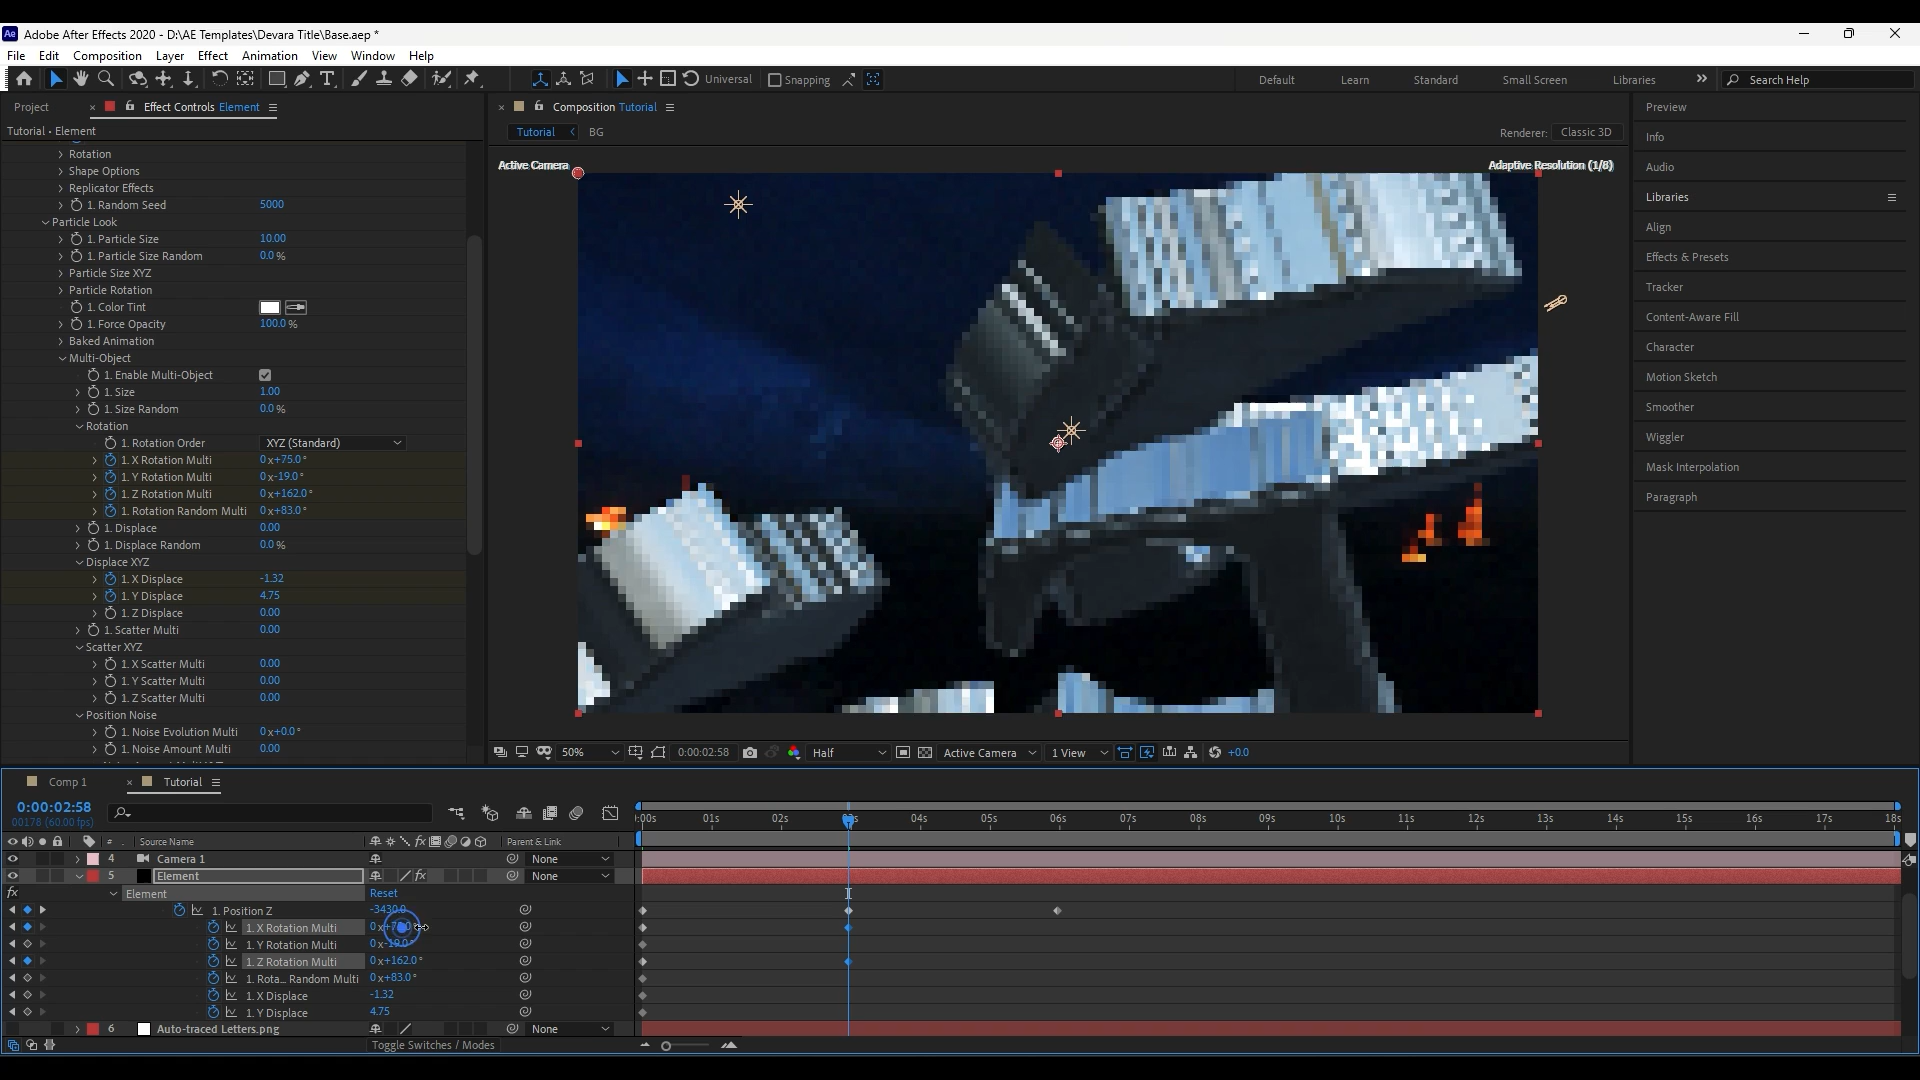 Ae Adobe After Effects 2020 - D:\AE Templates\Devara Title\Base.aep *
File Edit Composition Layer Effect Animation View Window Help
Universal Snapping Default Learn Standard Small Screen Libraries Search Help
Project Effect Controls Element Composition Tutorial Preview
Tutorial • Element
Tutorial BG Renderer: Classic 3D
Info
Active Camera Adaptive Resolution (1/8)
Audio
Libraries
Align
Effects & Presets
Tracker
Content-Aware Fill
Character
Motion Sketch
Smoother
Wiggler
Mask Interpolation
Paragraph
Rotation
Shape Options
Replicator Effects
1. Random Seed 5000
Particle Look
1. Particle Size 10.00
1. Particle Size Random 0.0 %
Particle Size XYZ
Particle Rotation
1. Color Tint
1. Force Opacity 100.0 %
Baked Animation
Multi-Object
1. Enable Multi-Object
1. Size 1.00
1. Size Random 0.0 %
Rotation
1. Rotation Order XYZ (Standard)
1. X Rotation Multi 0 x+75.0 °
1. Y Rotation Multi 0 x-19.0 °
1. Z Rotation Multi 0 x+162.0 °
1. Rotation Random Multi 0 x+83.0 °
1. Displace 0.00
1. Displace Random 0.0 %
Displace XYZ
1. X Displace -1.32
1. Y Displace 4.75
1. Z Displace 0.00
1. Scatter Multi 0.00
Scatter XYZ
1. X Scatter Multi 0.00
1. Y Scatter Multi 0.00
1. Z Scatter Multi 0.00
Position Noise
1. Noise Evolution Multi 0 x+0.0 °
1. Noise Amount Multi 0.00
50% 0:00:02:58 Half Active Camera 1 View +0.0
Comp 1 Tutorial
0:00:02:58
00178 (60.00 fps)
:00s 01s 02s 04s 05s 06s 07s 08s 09s 10s 11s 12s 13s 14s 15s 16s 17s 18s
# Source Name fx Parent & Link
4 Camera 1 None
5 Element fx None
fx Element Reset
1. Position Z -3430.0
1. X Rotation Multi
1. Y Rotation Multi 0 x-19.0 °
1. Z Rotation Multi 0 x+162.0 °
1. Rota... Random Multi 0 x+83.0 °
1. X Displace -1.32
1. Y Displace 4.75
6 Auto-traced Letters.png None
Toggle Switches / Modes